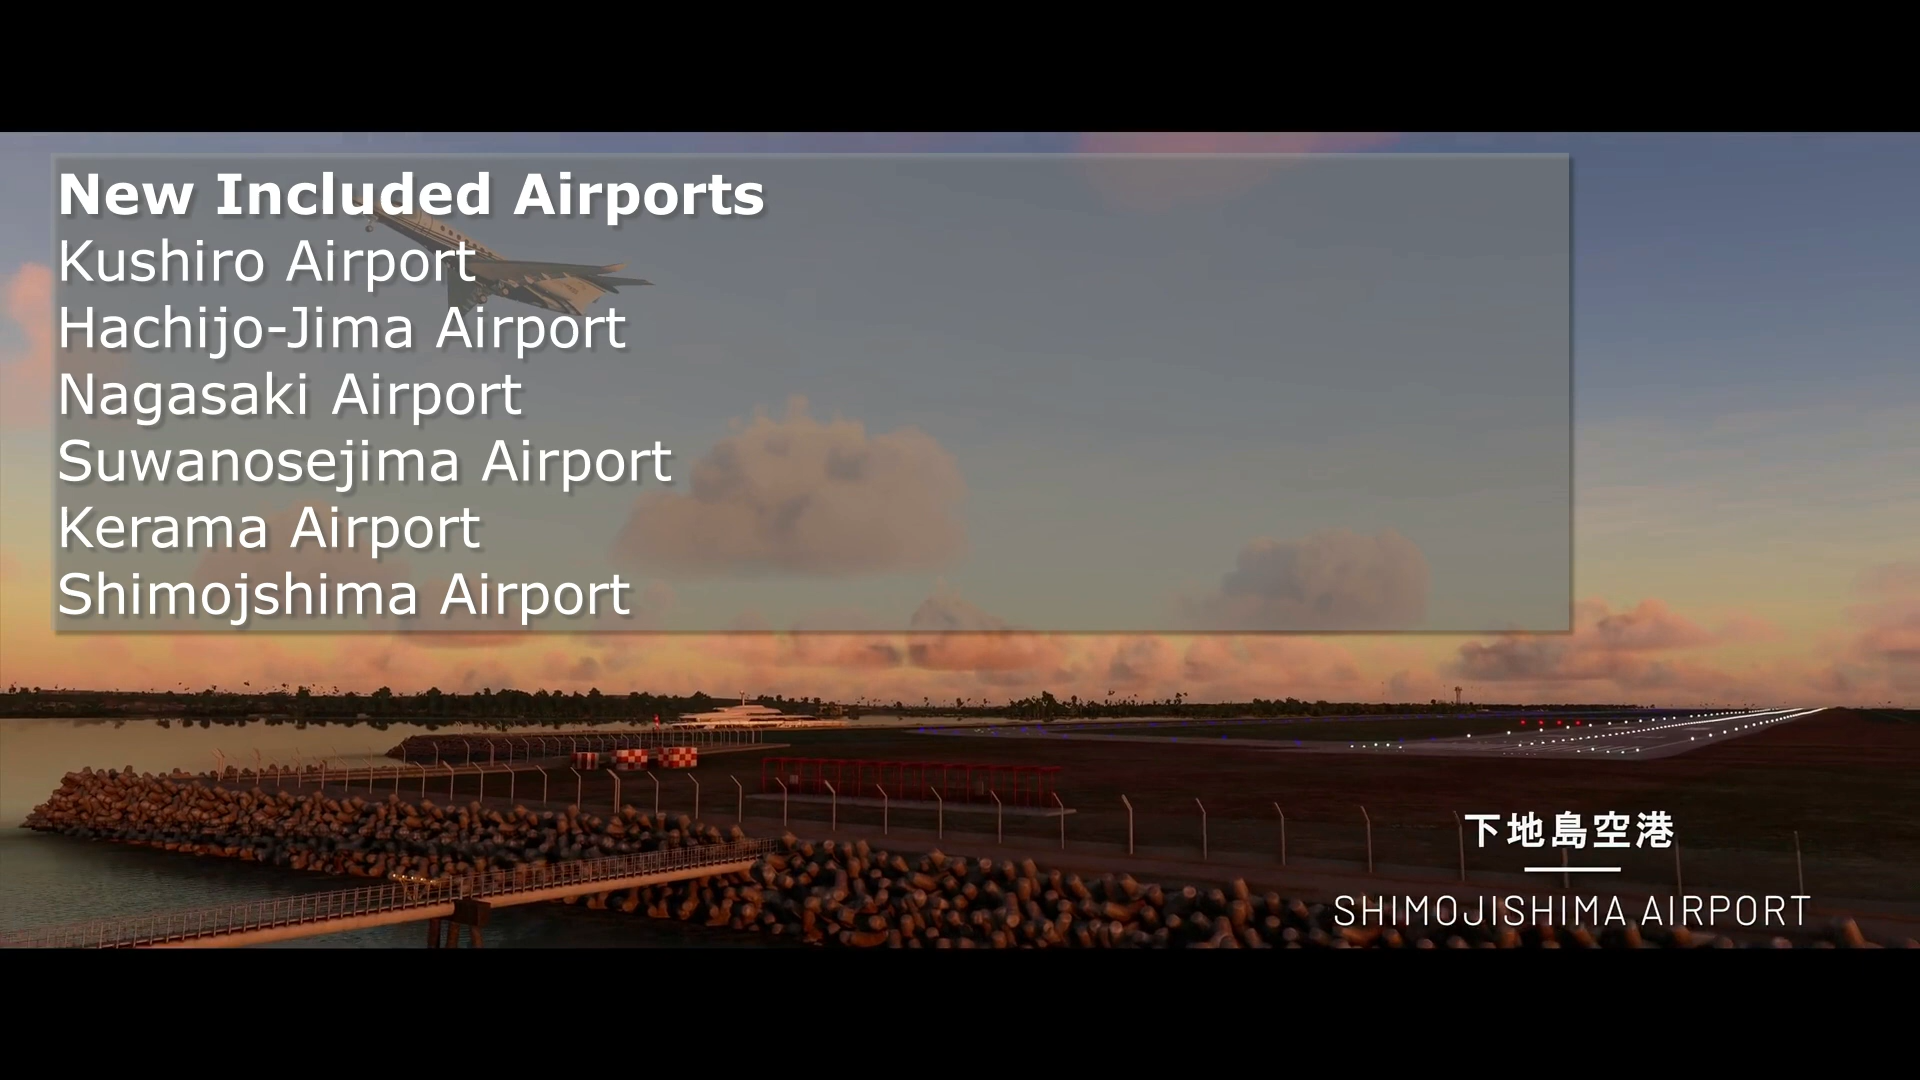 New Included Airports
Kushiro Airport
Hachijo-Jima Airport
Nagasaki Airport
Suwanosejima Airport
Kerama Airport
Shimojshima Airport
下地島空港
SHIMOJISHIMA AIRPORT